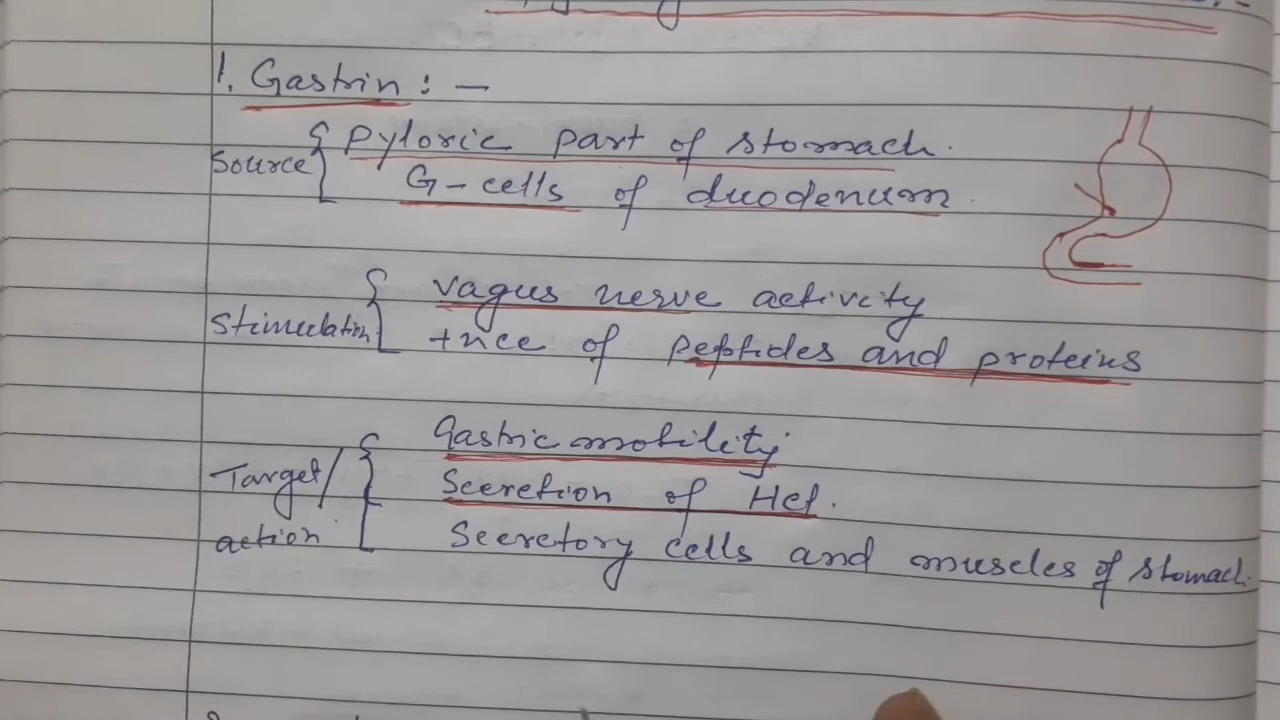 1. Gastrin : -
Source { Pyloric part of stomach.
G-cells of duodenum.
Stimulation { vagus nerve activity
+nce of peptides and proteins
Target/ action { Gastric mobility
Secretion of Hcl.
Secretory cells and muscles of stomach.